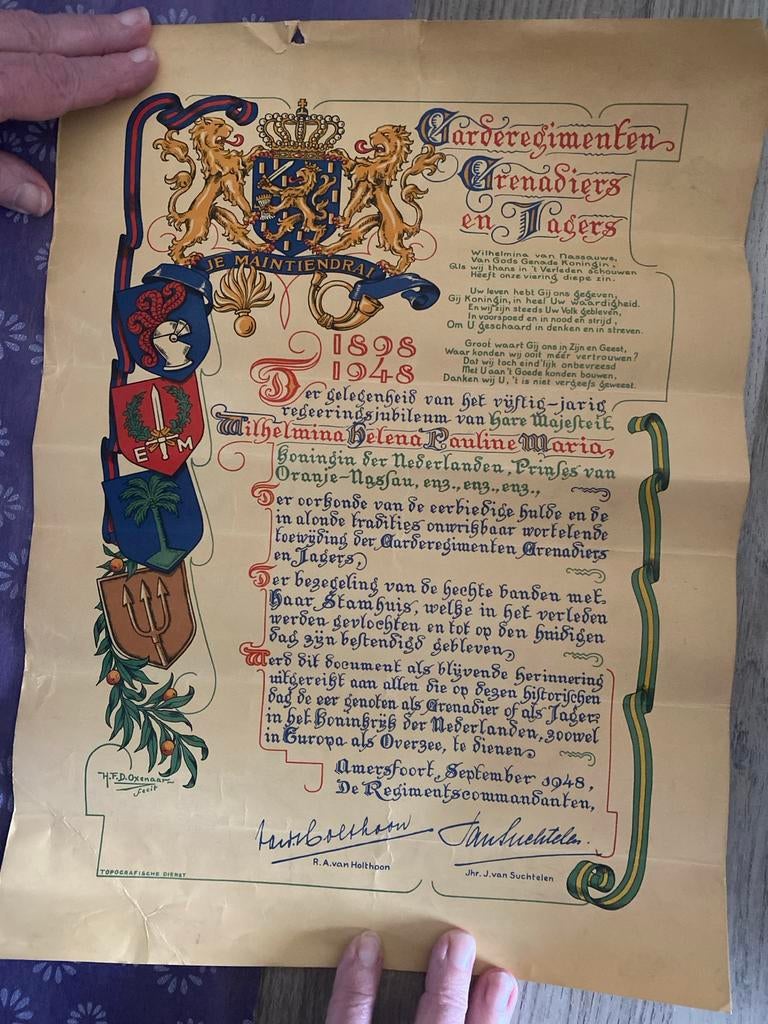 Garderegimenten
Grenadiers
en Jagers
JE MAINTIENDRAI
Wilhelmina van Nassouwe,
Van Gods Genade Koningin,
Als wij thans in 't Verleden schouwen
Heeft onze viering diepe zin.
Uw leven hebt Gij ons gegeven,
Gij Koningin, in heel Uw waardigheid.
En wij zijn steeds Uw Volk gebleven,
In voorspoed en in nood en strijd,
Om U geschaard in denken en in streven.
Groot waart Gij ons in Zijn en Geest,
Waar konden wij ooit méér vertrouwen?
Dat wij toch eind'lijk onbevreesd
Met U aan 't Goede konden bouwen,
Danken wij U, 't is niet vergeefs geweest.
1898
1948
Ter gelegenheid van het vijftig-jarig
regeeringsjubileum van Hare Majesteit,
Wilhelmina Helena Pauline Maria,
Koningin der Nederlanden, Prinses van
Oranje-Nassau, enz., enz., enz.,
Ter oorkonde van de eerbiedige hulde en de
in aloude tradities onwrikbaar wortelende
toewijding der Garderegimenten Grenadiers
en Jagers,
Ter bezegeling van de hechte banden met
Haar Stamhuis, welke in het verleden
werden gevlochten en tot op den huidigen
dag zijn bestendigd gebleven,
Werd dit document als blijvende herinnering
uitgereikt aan allen die op dezen historischen
dag de eer genoten als Grenadier of als Jager
in het Koninkrijk der Nederlanden, zoowel
in Europa als Overzee, te dienen
Amersfoort, September 1948,
De Regimentscommandanten,
E M
H.F.D. Oxenaar
fecit
R.A. van Holthoon
Jhr. J. van Suchtelen
TOPOGRAFISCHE DIENST